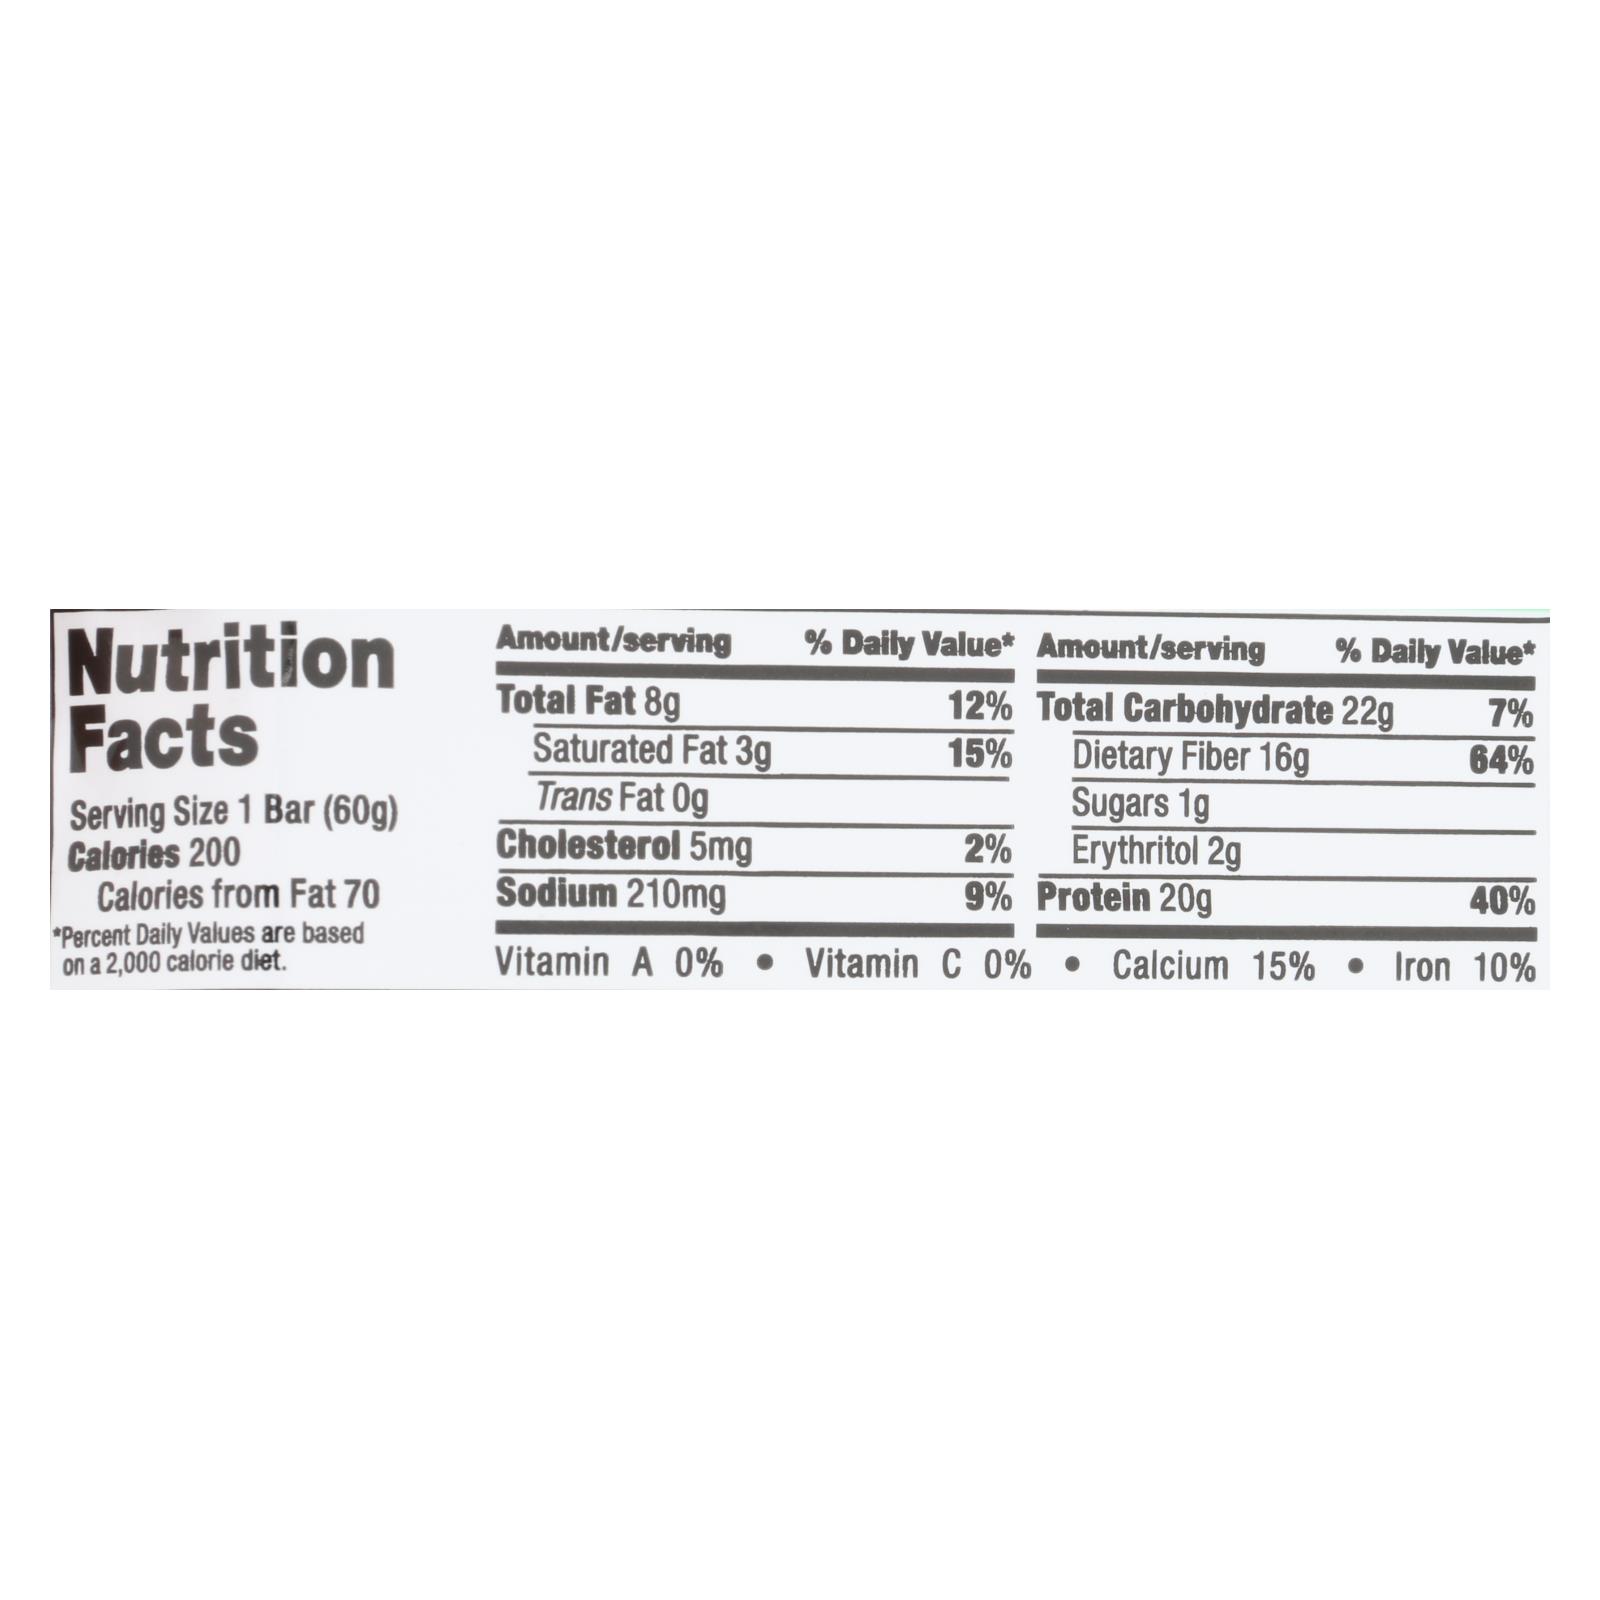 Nutrition
Facts
Serving Size 1 Bar (60g)
Calories 200
Calories from Fat 70
*Percent Daily Values are based
on a 2,000 calorie diet.
Amount/serving % Daily Value*
Total Fat 8g 12%
Saturated Fat 3g 15%
Trans Fat 0g
Cholesterol 5mg 2%
Sodium 210mg 9%
Amount/serving % Daily Value*
Total Carbohydrate 22g 7%
Dietary Fiber 16g 64%
Sugars 1g
Erythritol 2g
Protein 20g 40%
Vitamin A 0% • Vitamin C 0% • Calcium 15% • Iron 10%